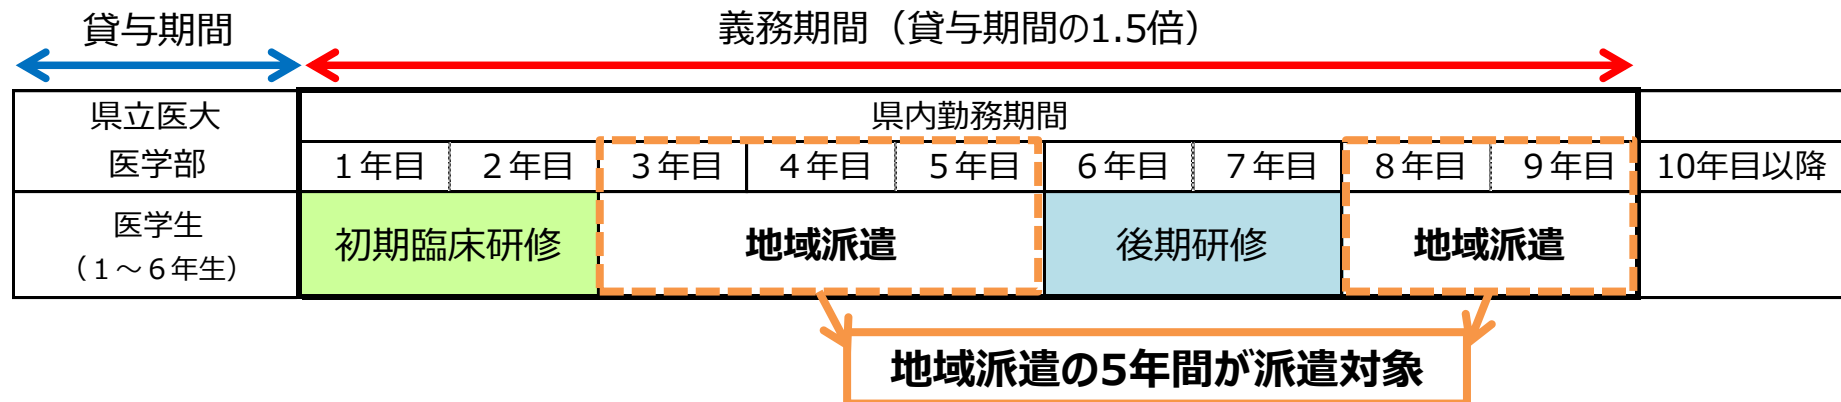 貸与期間
義務期間（貸与期間の1.5倍）
県立医大
医学部
県内勤務期間
１年目 ２年目 ３年目 ４年目 ５年目 ６年目 ７年目 ８年目 ９年目 10年目以降
医学生
（１～６年生）
初期臨床研修 地域派遣 後期研修 地域派遣
地域派遣の5年間が派遣対象